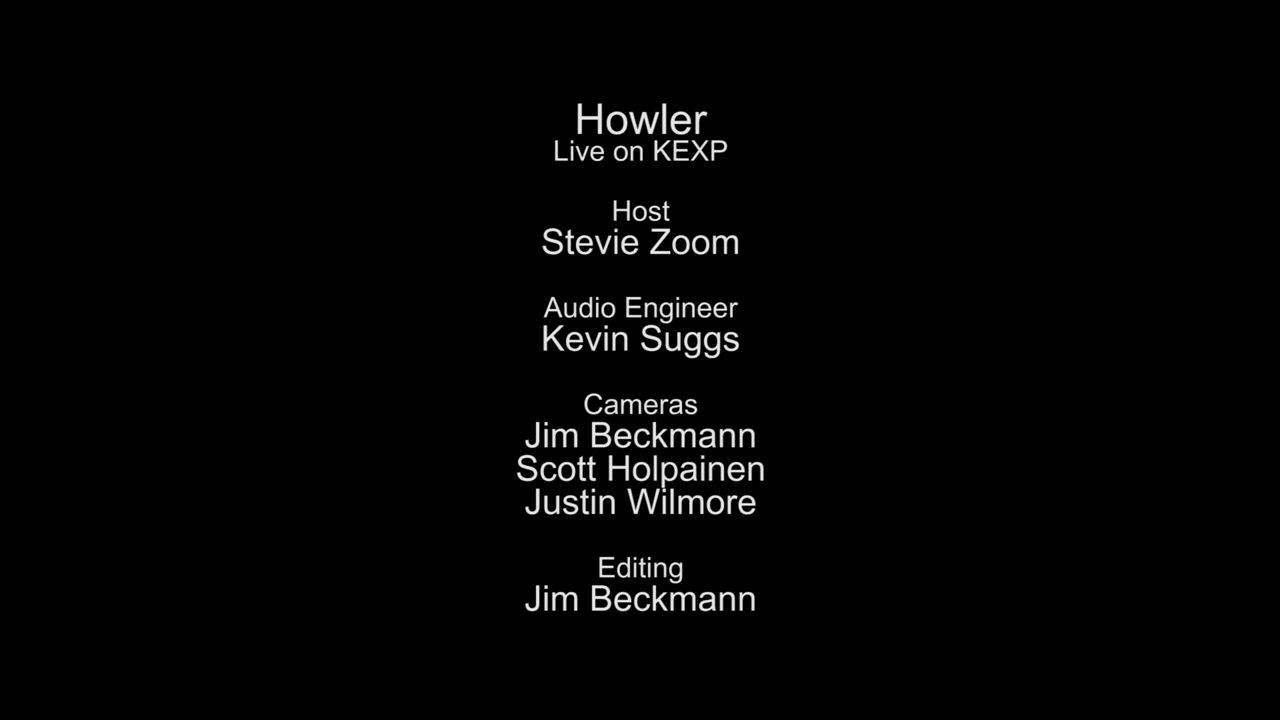 Howler
Live on KEXP
Host
Stevie Zoom
Audio Engineer
Kevin Suggs
Cameras
Jim Beckmann
Scott Holpainen
Justin Wilmore
Editing
Jim Beckmann